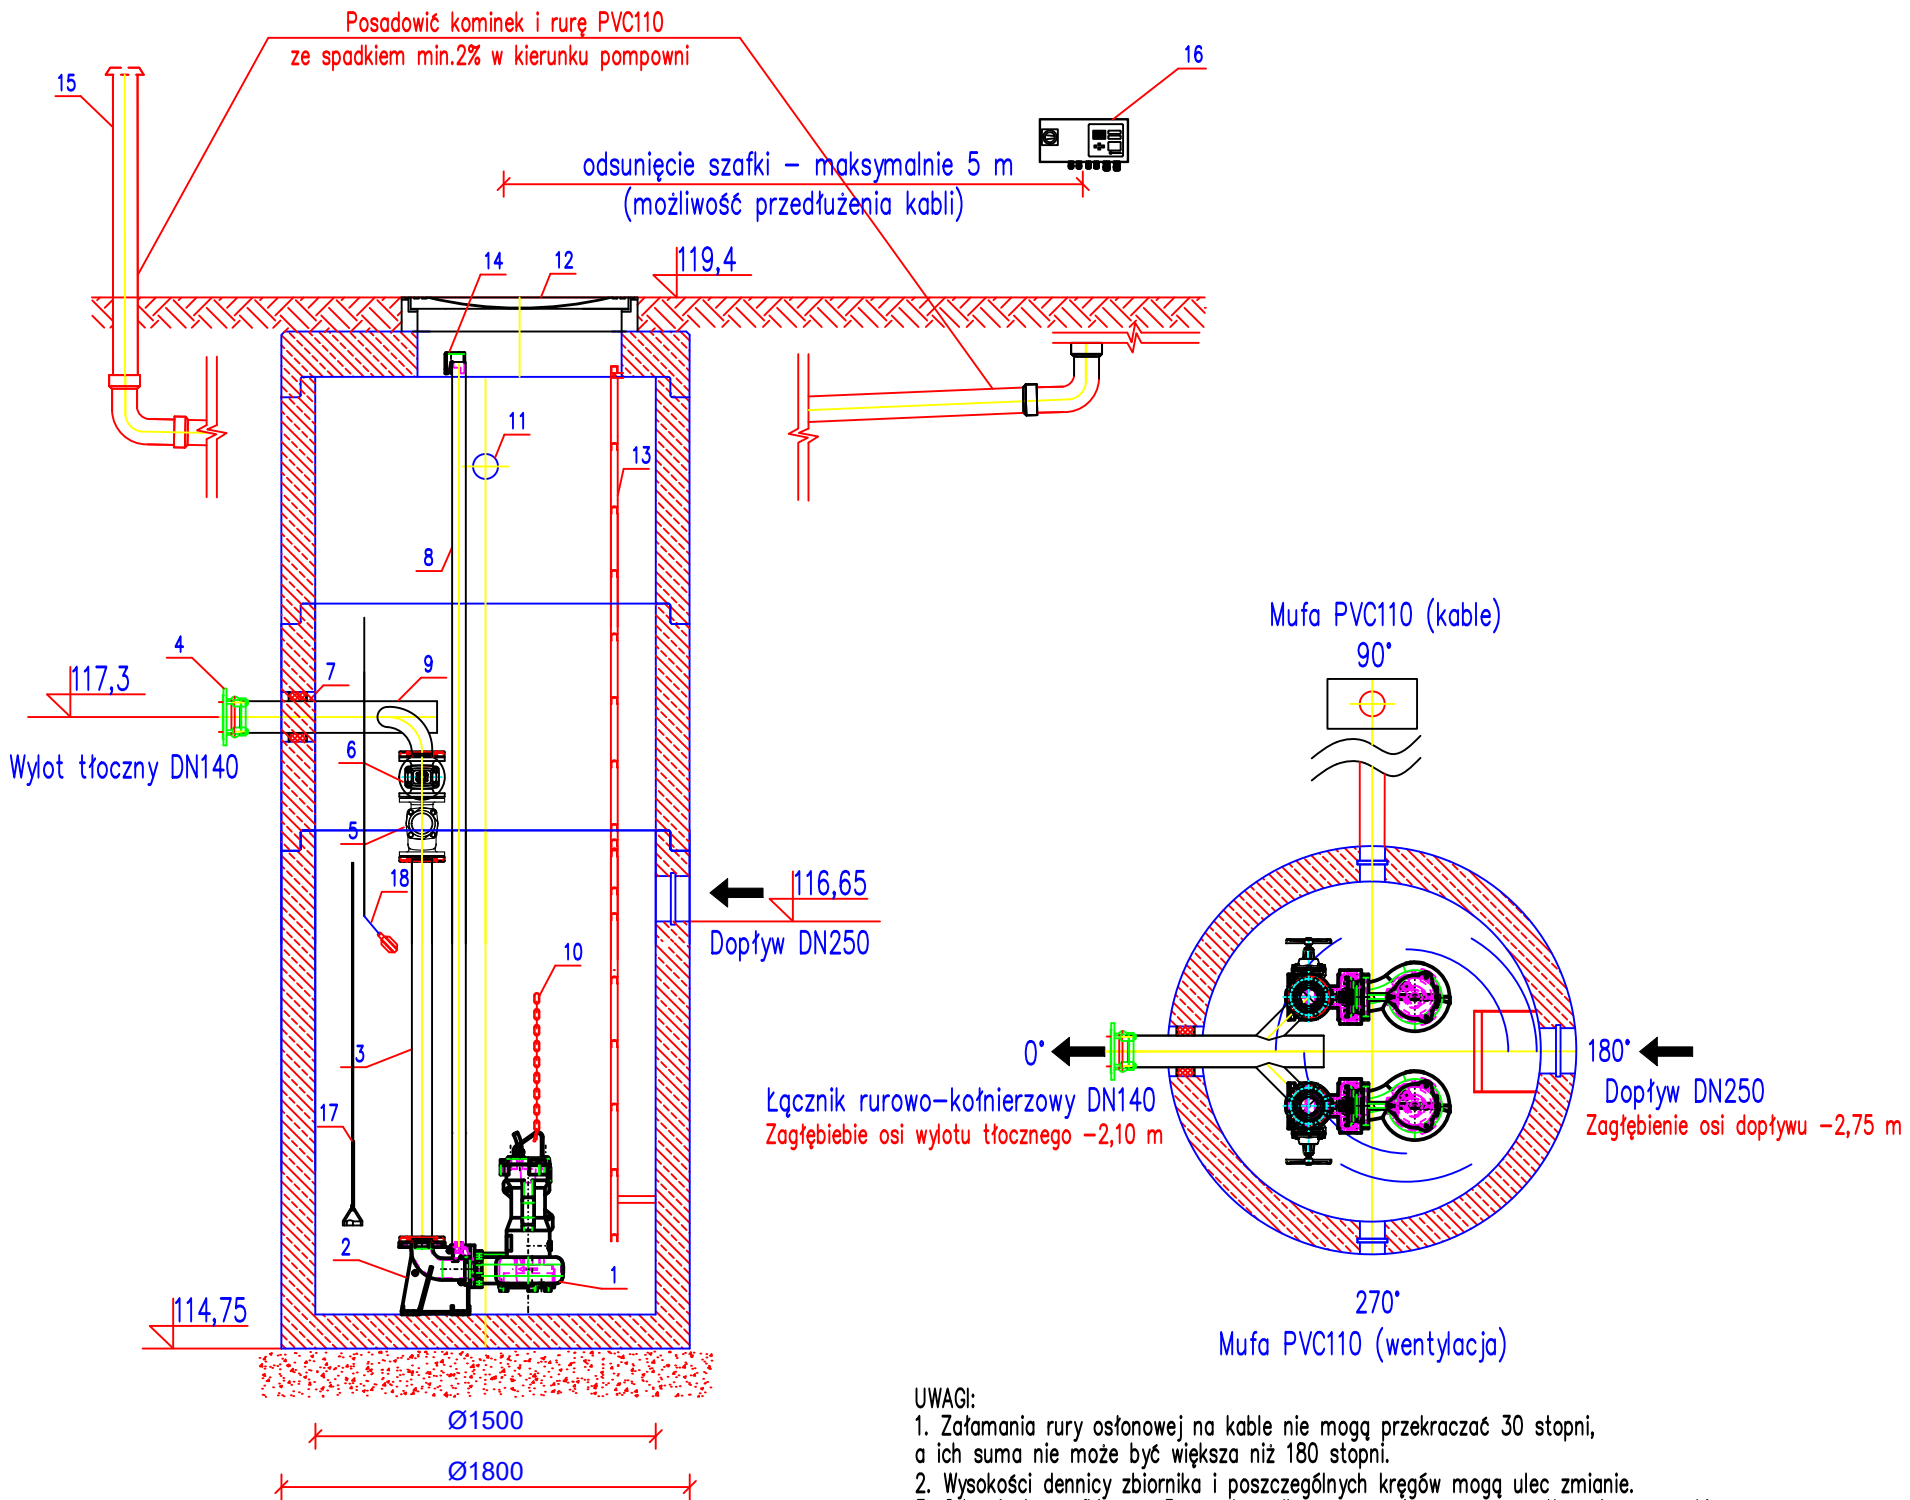 Posadowić kominek i rurę PVC110
ze spadkiem min.2% w kierunku pompowni
15
16
odsunięcie szafki – maksymalnie 5 m
(możliwość przedłużenia kabli)
14
12
119,4
11
13
8
4
117,3
7
9
Wylot tłoczny DN140
6
5
18
116,65
Dopływ DN250
10
3
17
2
1
114,75
Ø1500
Ø1800
Mufa PVC110 (kable)
90°
0°
180°
Łącznik rurowo–kołnierzowy DN140
Zagłębiebie osi wylotu tłocznego –2,10 m
Dopływ DN250
Zagłębienie osi dopływu –2,75 m
270°
Mufa PVC110 (wentylacja)
UWAGI:
1. Załamania rury osłonowej na kable nie mogą przekraczać 30 stopni,
a ich suma nie może być większa niż 180 stopni.
2. Wysokości dennicy zbiornika i poszczególnych kręgów mogą ulec zmianie.